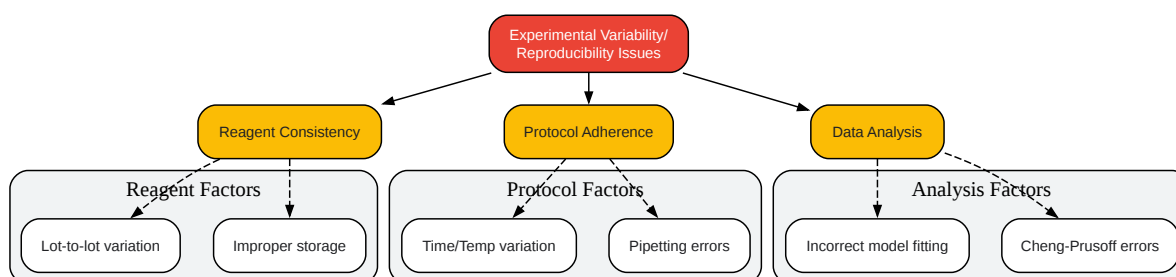 Experimental Variability/
Reproducibility Issues
Reagent Consistency
Protocol Adherence
Data Analysis
Reagent Factors
Protocol Factors
Analysis Factors
Lot-to-lot variation
Improper storage
Time/Temp variation
Pipetting errors
Incorrect model fitting
Cheng-Prusoff errors